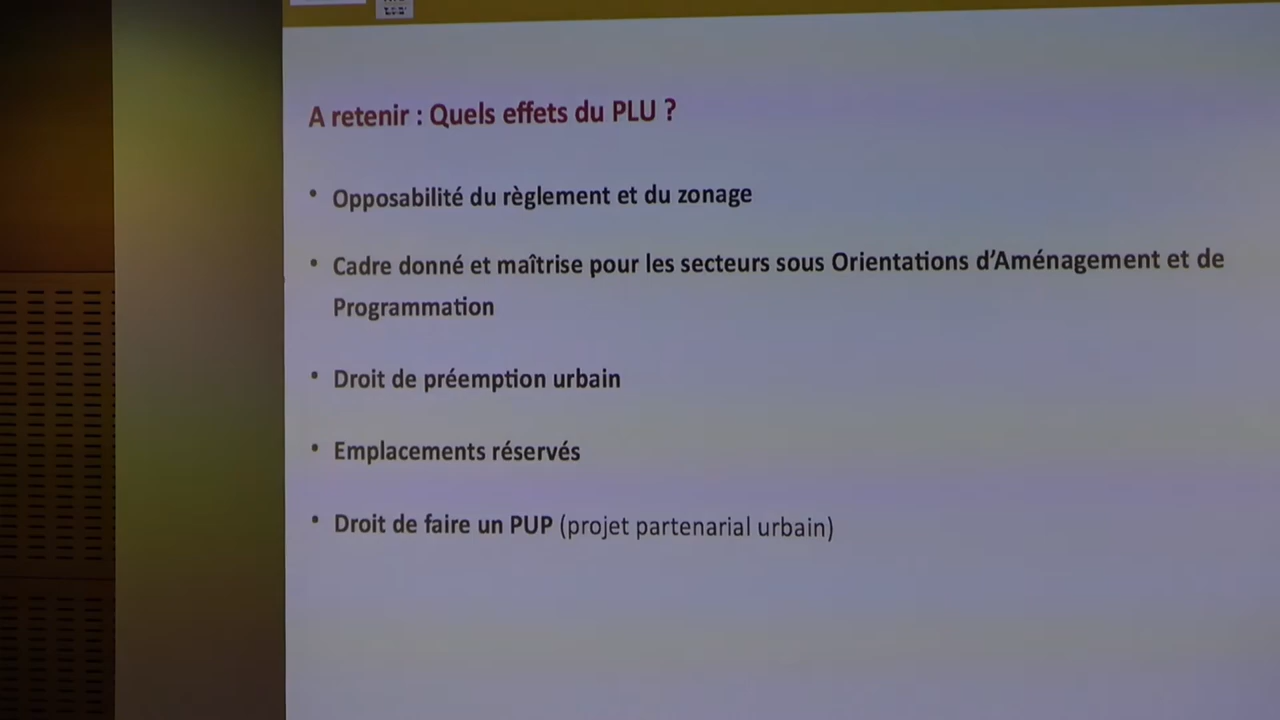 A retenir : Quels effets du PLU ?
• Opposabilité du règlement et du zonage
• Cadre donné et maîtrise pour les secteurs sous Orientations d’Aménagement et de
Programmation
• Droit de préemption urbain
• Emplacements réservés
• Droit de faire un PUP (projet partenarial urbain)